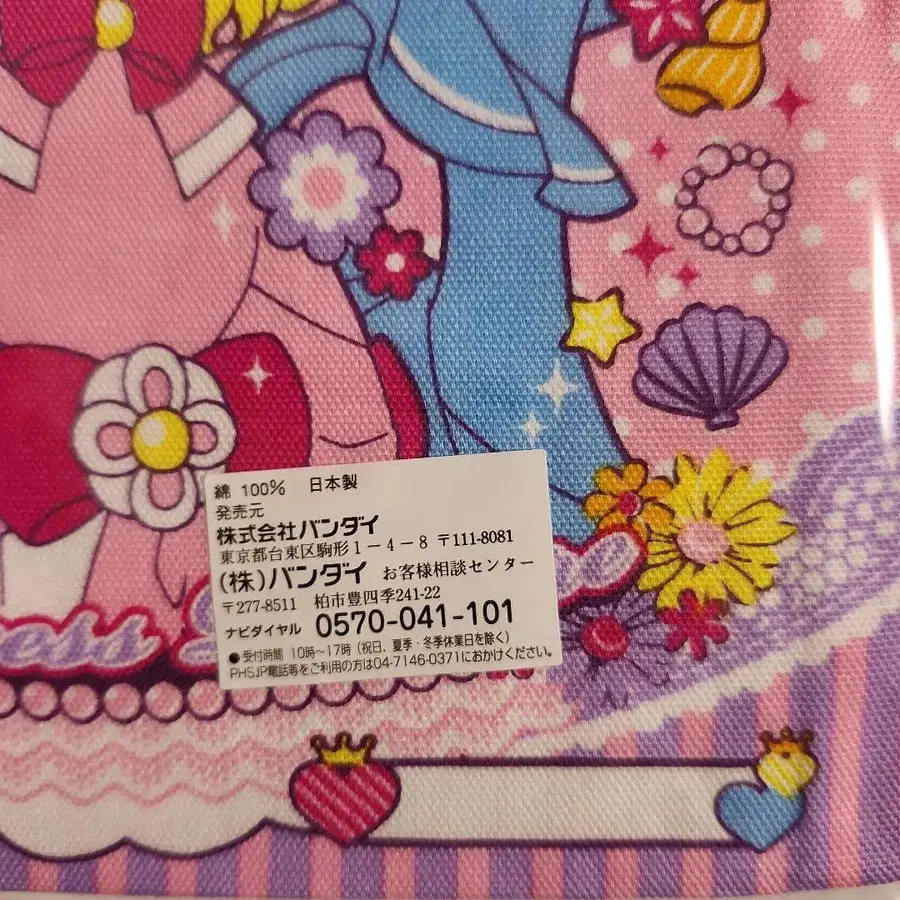 綿 100% 日本製
発売元
株式会社バンダイ
東京都台東区駒形1-4-8 〒111-8081
(株)バンダイ お客様相談センター
〒277-8511 柏市豊四季241-22
ナビダイヤル 0570-041-101
●受付時間 10時~17時(祝日、夏季・冬季休業日を除く)
PHS,IP電話等をご利用の方は04-7146-0371におかけください。
ess